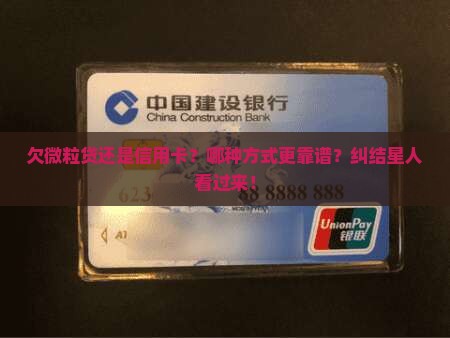 中国建设银行
China Construction Bank
欠微粒贷还是信用卡？哪种方式更靠谱？纠结星人
看过来！
623 88 8888 888
AT
UnionPay
银联